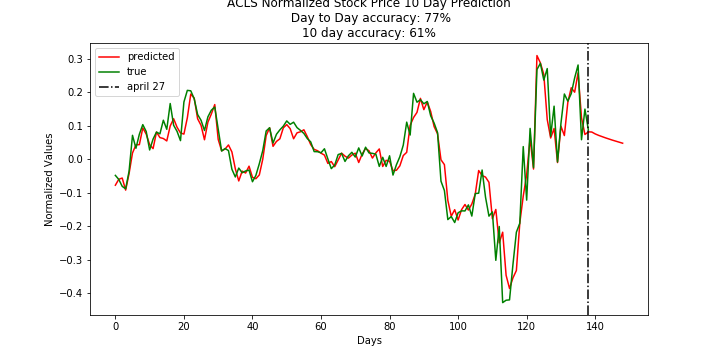 ACLS Normalized Stock Price 10 Day Prediction
Day to Day accuracy: 77%
10 day accuracy: 61%
predicted
true
april 27
Normalized Values
0.3
0.2
0.1
0.0
−0.1
−0.2
−0.3
−0.4
0 20 40 60 80 100 120 140
Days